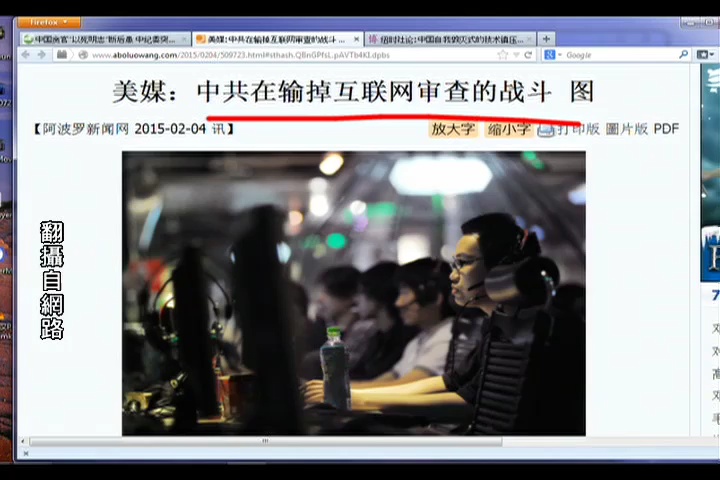 Firefox
中国贪官"以死明志"断后患 中纪委突...
美媒:中共在输掉互联网审查的战斗 ...
纽时社论:中国自我毁灭式的技术镇压...
www.aboluowang.com/2015/0204/509723.html#sthash.QBnGPfsL.pAVTb4Kl.dpbs
Google
美媒：中共在输掉互联网审查的战斗 图
【阿波罗新闻网 2015-02-04 讯】
放大字 缩小字 打印版 圖片版 PDF
翻攝自網路